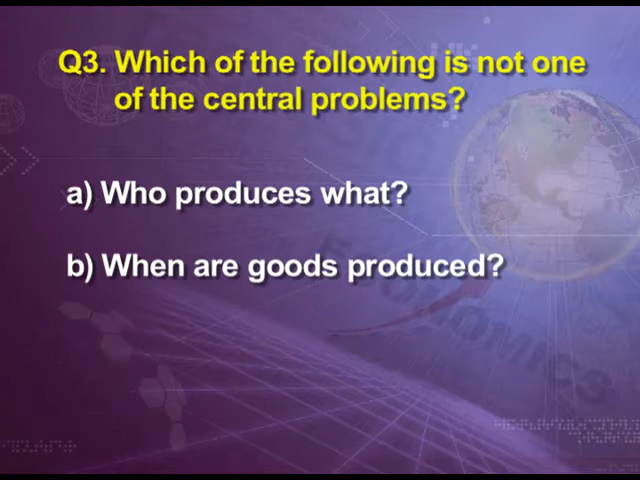 Q3. Which of the following is not one
of the central problems?
a) Who produces what?
b) When are goods produced?
ECONOMICS